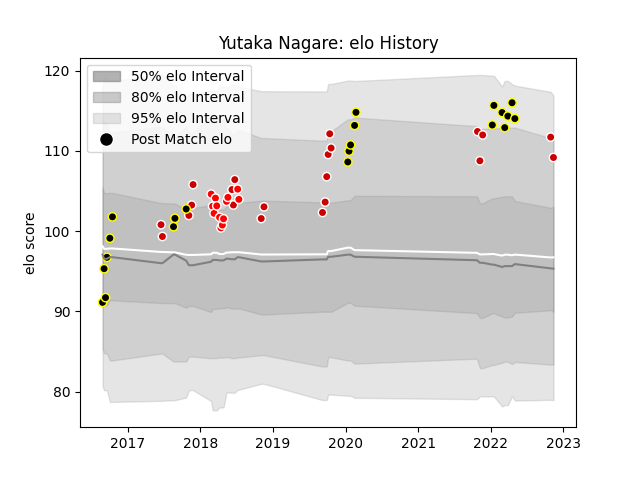 Yutaka Nagare: elo History
120
110
100
90
80
elo score
50% elo Interval
80% elo Interval
95% elo Interval
Post Match elo
2017
2018
2019
2020
2021
2022
2023